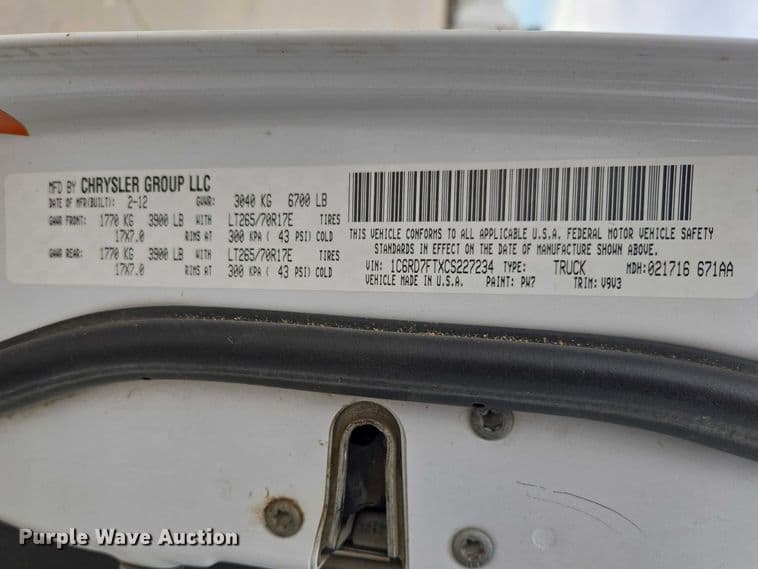 MFD BY CHRYSLER GROUP LLC
DATE OF MFR(BUILT): 2-12 GVWR: 3040 KG 6700 LB
GAWR FRONT: 1770 KG 3900 LB WITH LT265/70R17E TIRES
17X7.0 RIMS AT 300 KPA ( 43 PSI) COLD
GAWR REAR: 1770 KG 3900 LB WITH LT265/70R17E TIRES
17X7.0 RIMS AT 300 KPA ( 43 PSI) COLD
THIS VEHICLE CONFORMS TO ALL APPLICABLE U.S.A. FEDERAL MOTOR VEHICLE SAFETY
STANDARDS IN EFFECT ON THE DATE OF MANUFACTURE SHOWN ABOVE.
VIN: 1C6RD7FTXCS227234 TYPE: TRUCK MDH:021716 671AA
VEHICLE MADE IN U.S.A. PAINT: PW7 TRIM: V9V3
Purple Wave Auction®